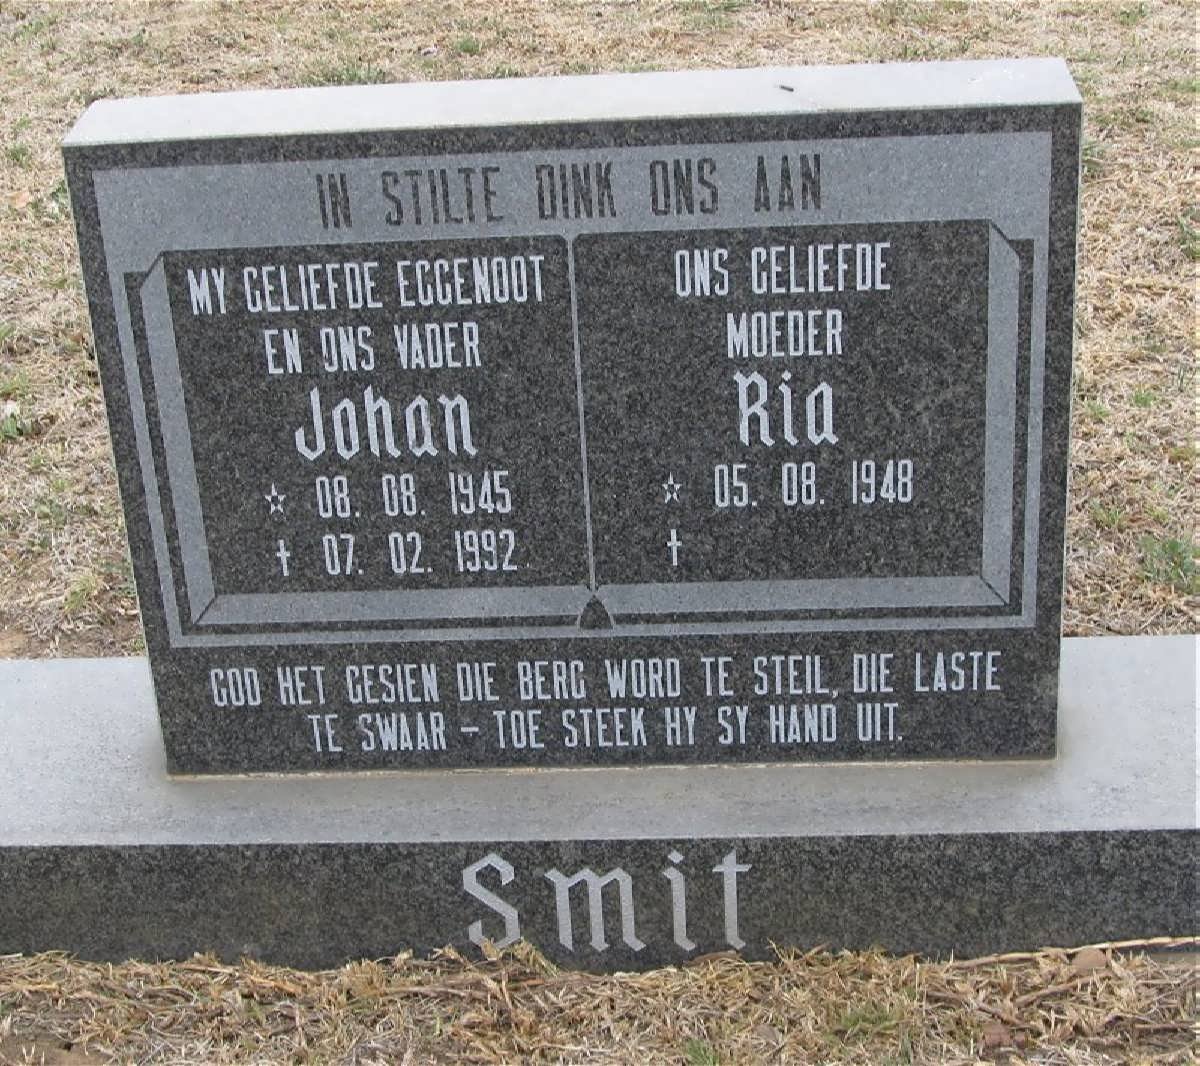 IN STILTE DINK ONS AAN
MY GELIEFDE EGGENOOT
EN ONS VADER
Johan
☆ 08. 08. 1945
† 07. 02. 1992.
ONS GELIEFDE
MOEDER
Ria
☆ 05. 08. 1948
†
GOD HET GESIEN DIE BERG WORD TE STEIL, DIE LASTE
TE SWAAR – TOE STEEK HY SY HAND UIT.
Smit